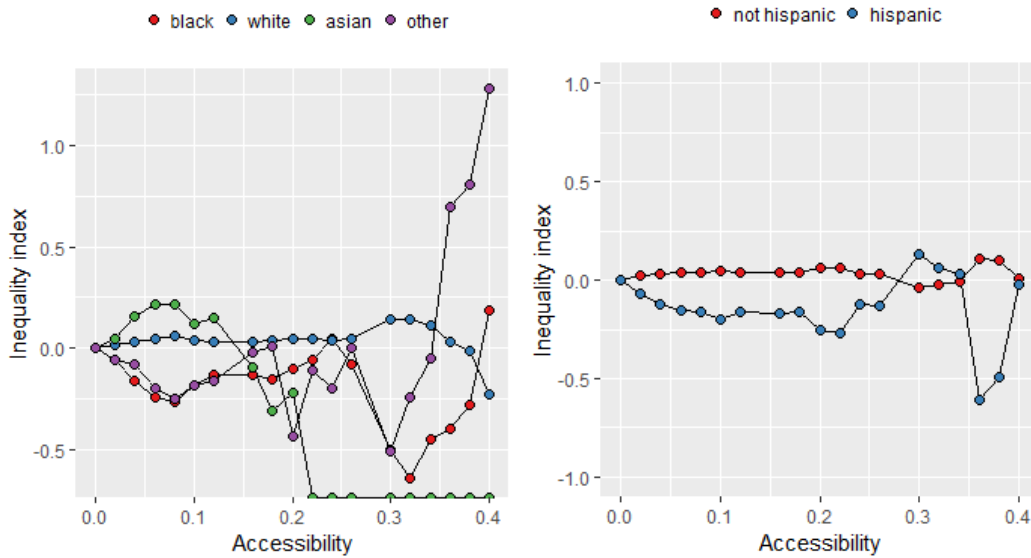 black white asian other
not hispanic hispanic
Inequality index
1.0
0.5
0.0
-0.5
0.0 0.1 0.2 0.3 0.4
Accessibility
Inequality index
1.0
0.5
0.0
-0.5
-1.0
0.0 0.1 0.2 0.3 0.4
Accessibility